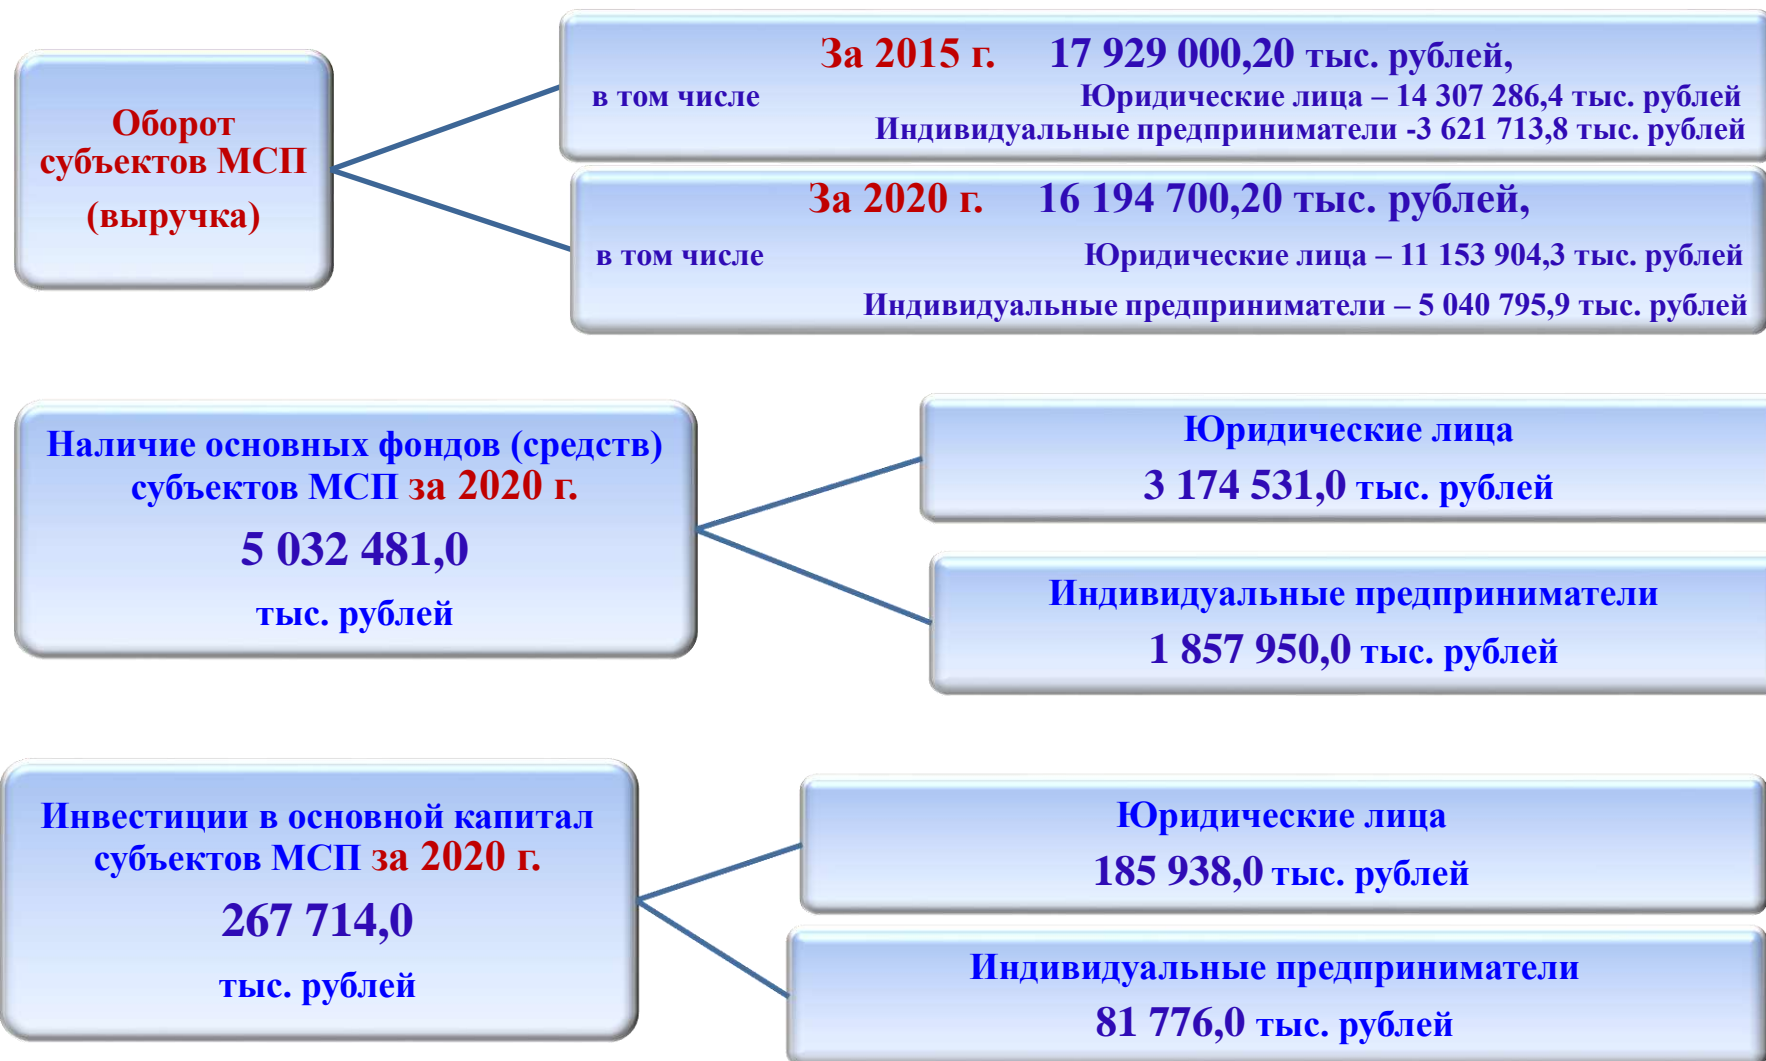 Оборот
субъектов МСП
(выручка)
За 2015 г. 17 929 000,20 тыс. рублей,
в том числе Юридические лица – 14 307 286,4 тыс. рублей
Индивидуальные предприниматели -3 621 713,8 тыс. рублей
За 2020 г. 16 194 700,20 тыс. рублей,
в том числе Юридические лица – 11 153 904,3 тыс. рублей
Индивидуальные предприниматели – 5 040 795,9 тыс. рублей
Наличие основных фондов (средств)
субъектов МСП за 2020 г.
5 032 481,0
тыс. рублей
Юридические лица
3 174 531,0 тыс. рублей
Индивидуальные предприниматели
1 857 950,0 тыс. рублей
Инвестиции в основной капитал
субъектов МСП за 2020 г.
267 714,0
тыс. рублей
Юридические лица
185 938,0 тыс. рублей
Индивидуальные предприниматели
81 776,0 тыс. рублей